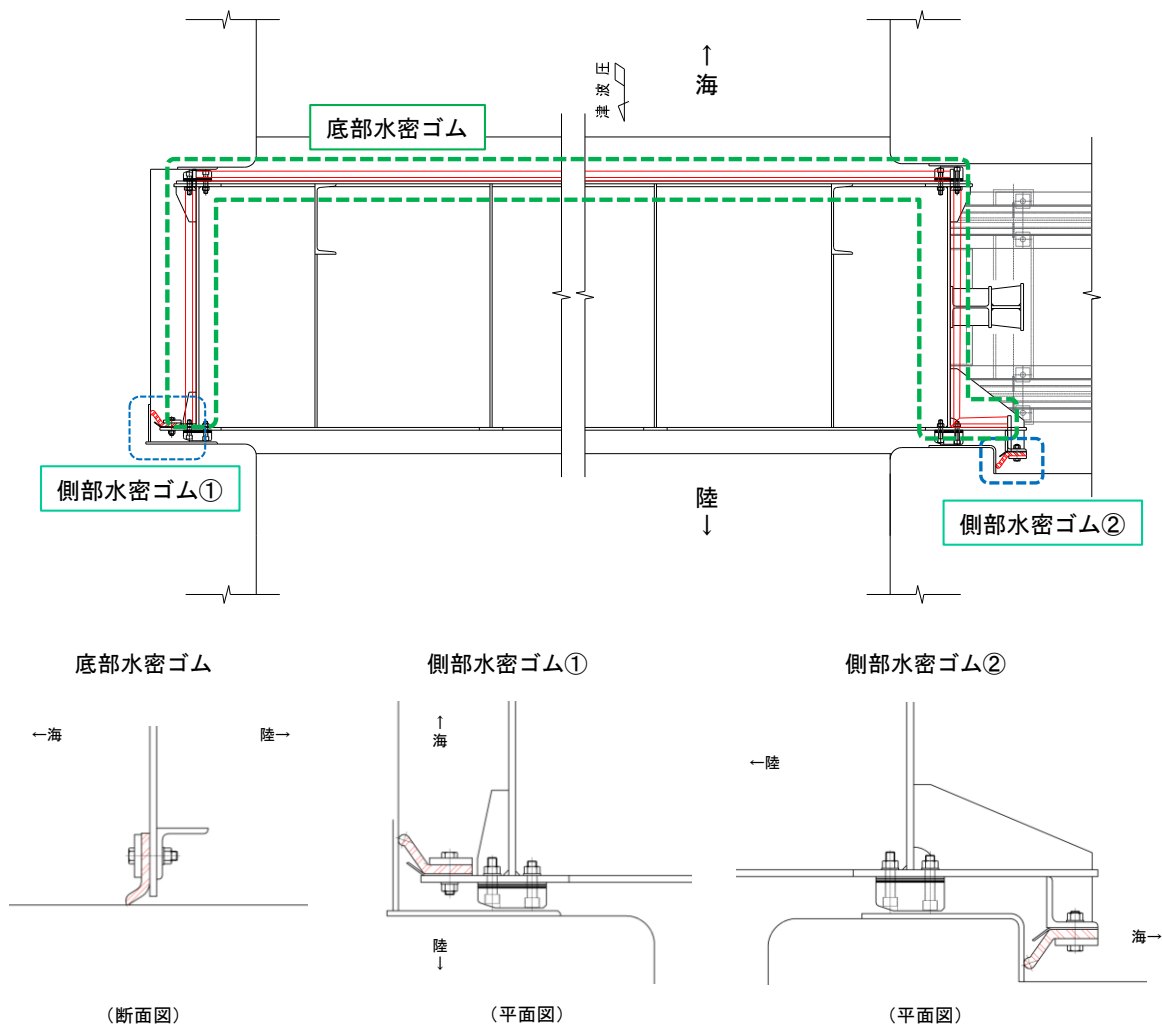 ↑
海
津波圧
底部水密ゴム
側部水密ゴム①
陸
↓
側部水密ゴム②
底部水密ゴム
側部水密ゴム①
側部水密ゴム②
←海
陸→
↑
海
←陸
陸
↓
海→
（断面図）
（平面図）
（平面図）